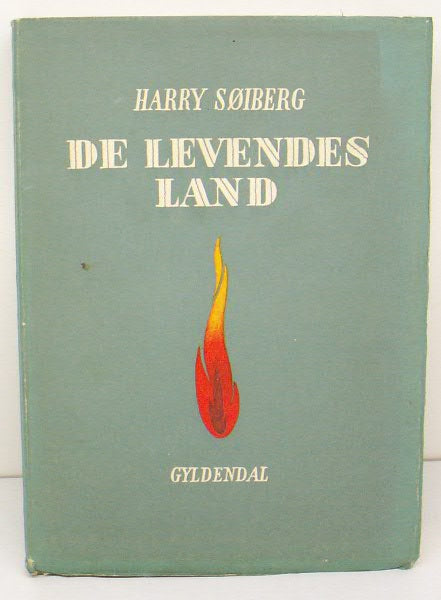 HARRY SØIBERG
DE LEVENDES
LAND
GYLDENDAL